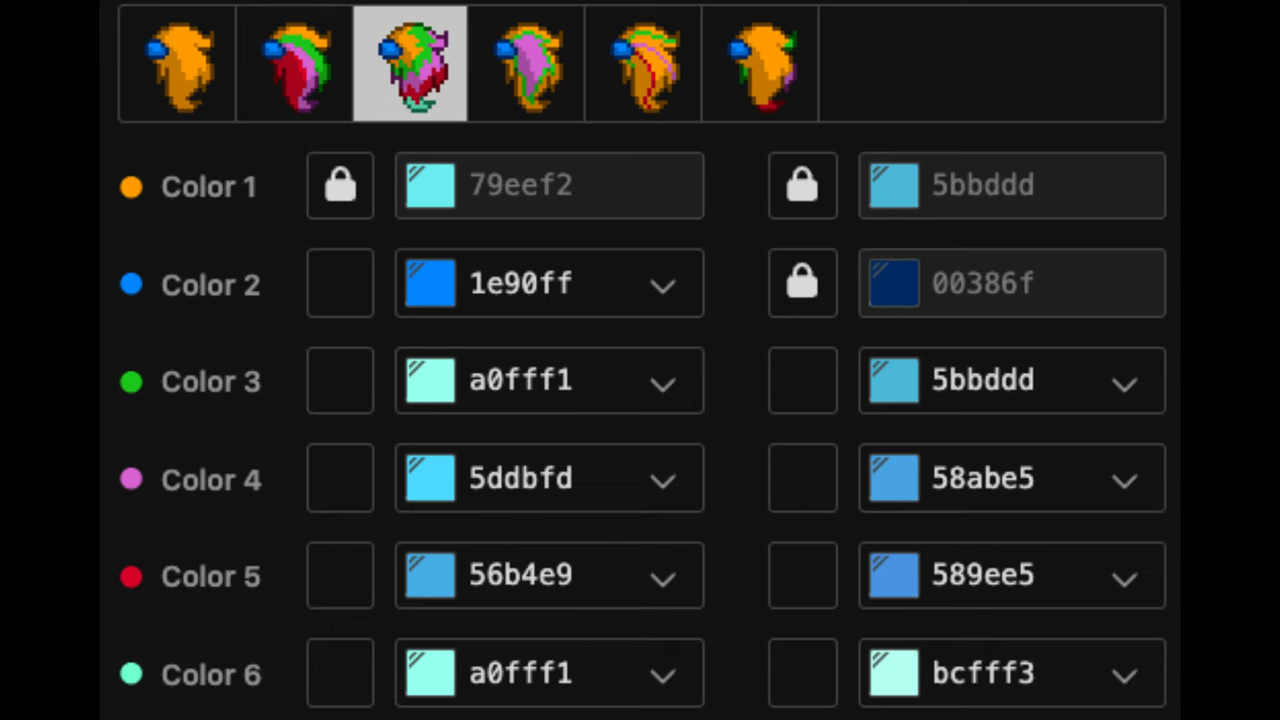 Color 1 79eef2 5bbddd
Color 2 1e90ff 00386f
Color 3 a0fff1 5bbddd
Color 4 5ddbfd 58abe5
Color 5 56b4e9 589ee5
Color 6 a0fff1 bcfff3